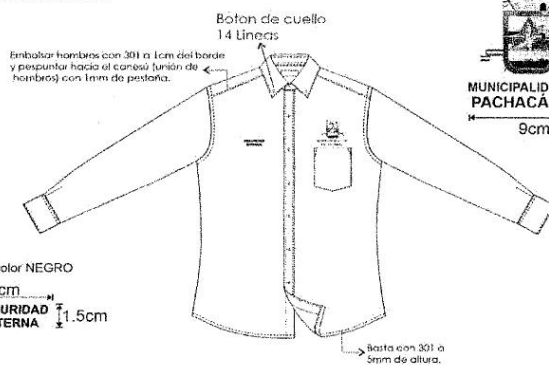 Boton de cuello
14 Lineas
Embolsar hombros con 301 a 1cm del borde
y pespuntar hacia el canesú (unión de
hombros) con 1mm de pestaña.
MUNICIPALID
PACHACÁ
9cm
olor NEGRO
cm
URIDAD
TERNA
1.5cm
Basta con 301 a
5mm de altura.